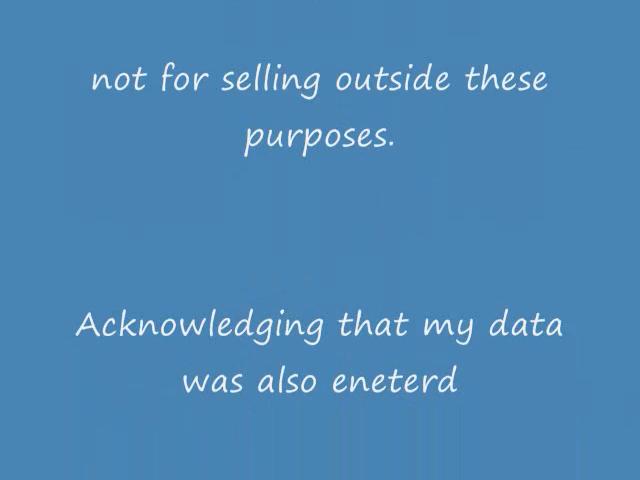 not for selling outside these
purposes.
Acknowledging that my data
was also eneterd